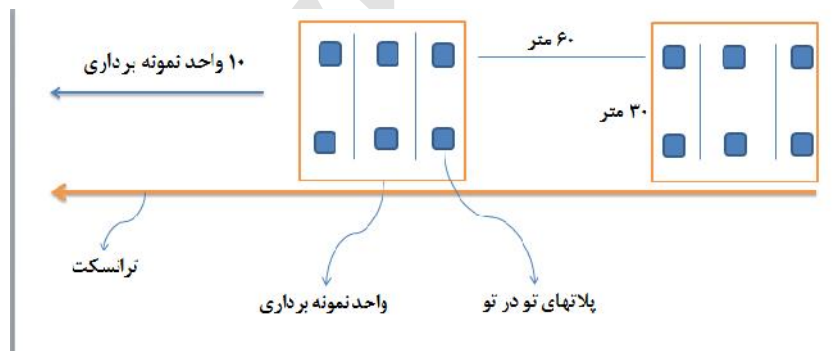 ۶۰ متر
۱۰ واحد نمونه برداری
۳۰ متر
ترانسکت
واحد نمونه برداری
پلاتهای تو در تو